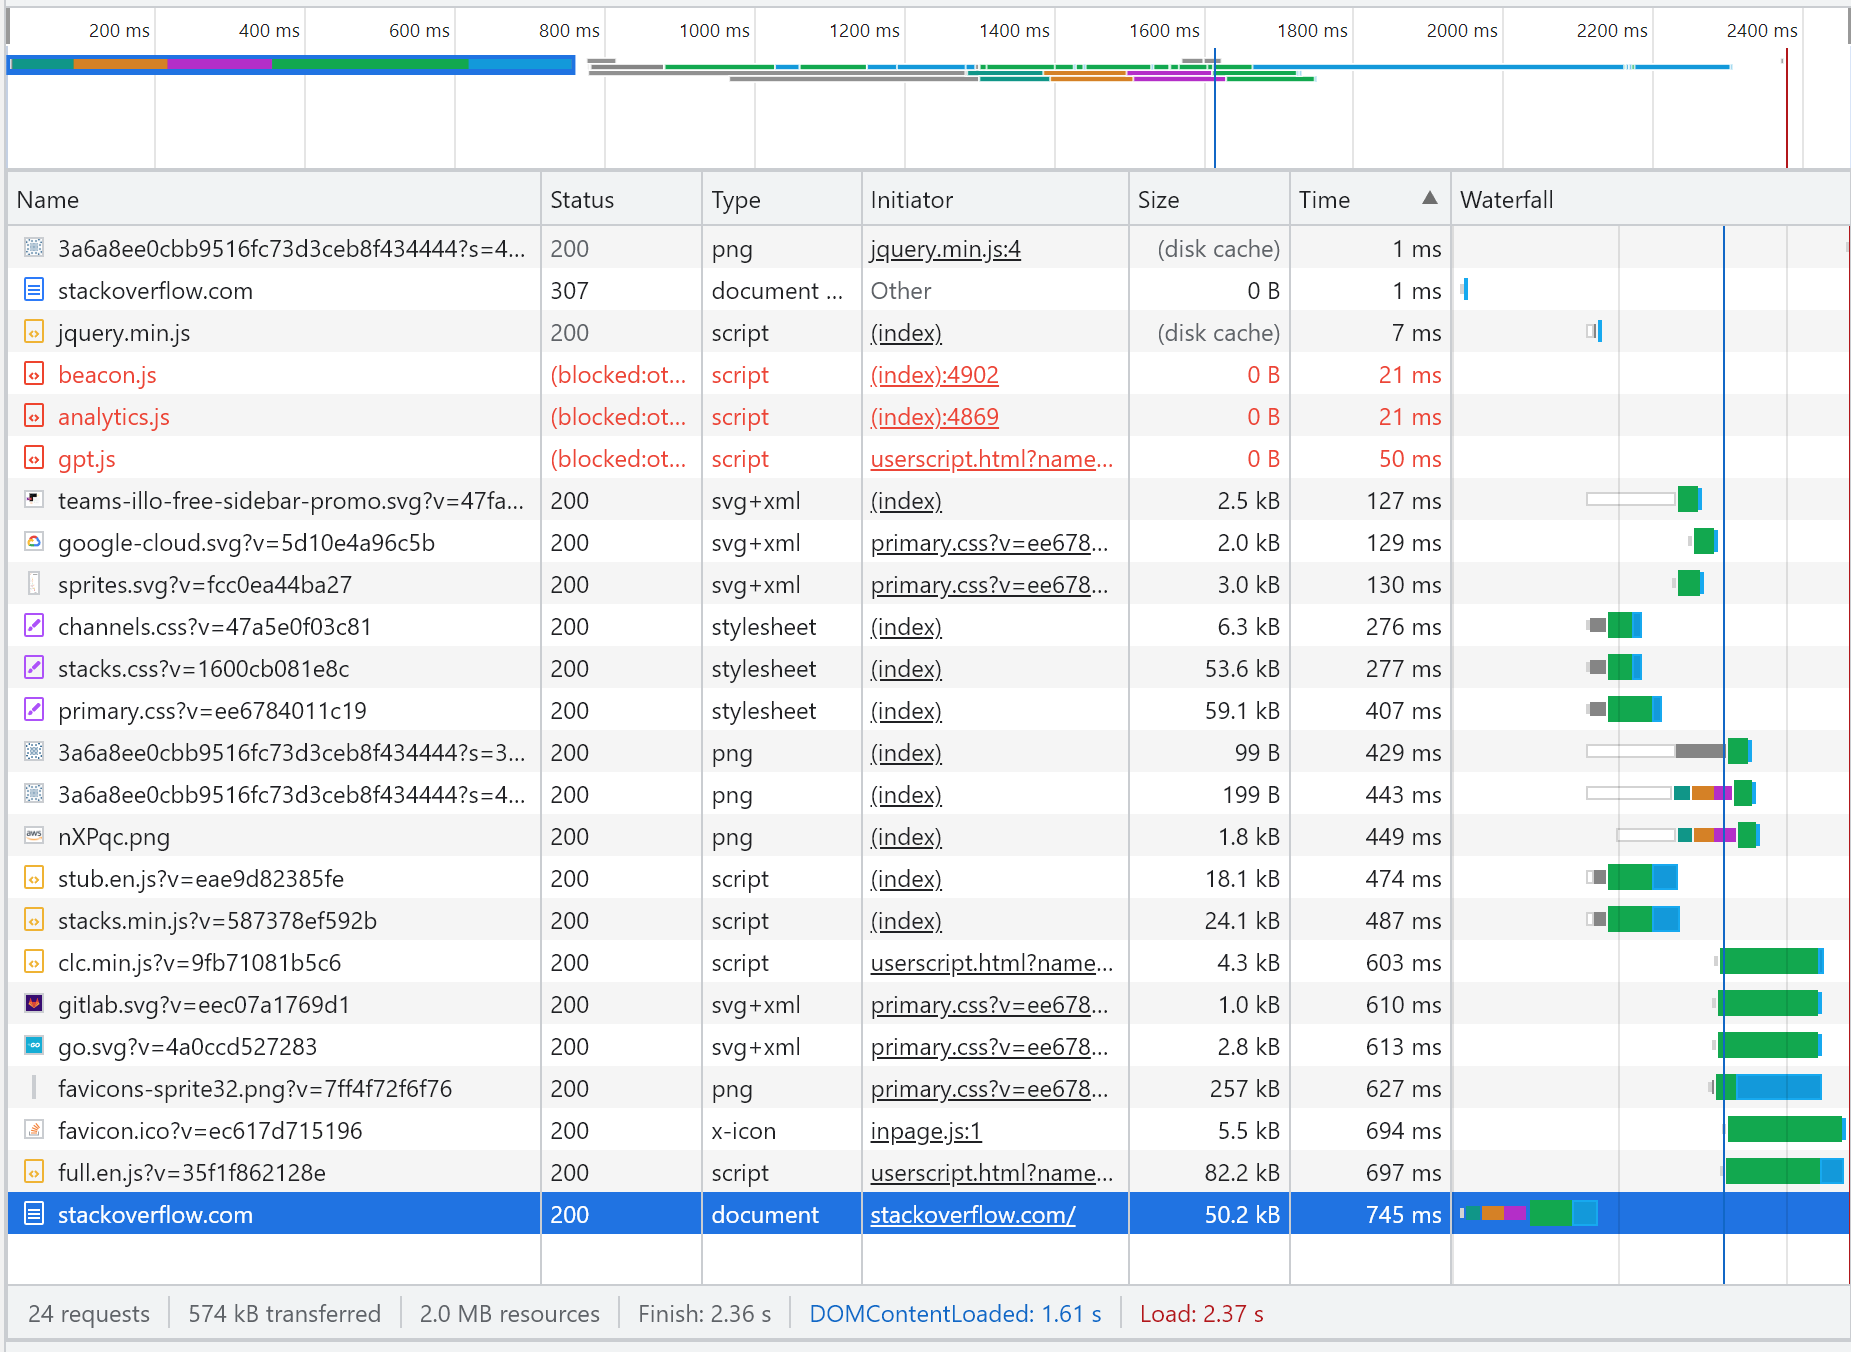 200 ms 400 ms 600 ms 800 ms 1000 ms 1200 ms 1400 ms 1600 ms 1800 ms 2000 ms 2200 ms 2400 ms
Name Status Type Initiator Size Time ▲ Waterfall
3a6a8ee0cbb9516fc73d3ceb8f434444?s=4... 200 png jquery.min.js:4 (disk cache) 1 ms
stackoverflow.com 307 document ... Other 0 B 1 ms
jquery.min.js 200 script (index) (disk cache) 7 ms
beacon.js (blocked:ot... script (index):4902 0 B 21 ms
analytics.js (blocked:ot... script (index):4869 0 B 21 ms
gpt.js (blocked:ot... script userscript.html?name... 0 B 50 ms
teams-illo-free-sidebar-promo.svg?v=47fa... 200 svg+xml (index) 2.5 kB 127 ms
google-cloud.svg?v=5d10e4a96c5b 200 svg+xml primary.css?v=ee678... 2.0 kB 129 ms
sprites.svg?v=fcc0ea44ba27 200 svg+xml primary.css?v=ee678... 3.0 kB 130 ms
channels.css?v=47a5e0f03c81 200 stylesheet (index) 6.3 kB 276 ms
stacks.css?v=1600cb081e8c 200 stylesheet (index) 53.6 kB 277 ms
primary.css?v=ee6784011c19 200 stylesheet (index) 59.1 kB 407 ms
3a6a8ee0cbb9516fc73d3ceb8f434444?s=3... 200 png (index) 99 B 429 ms
3a6a8ee0cbb9516fc73d3ceb8f434444?s=4... 200 png (index) 199 B 443 ms
aws nXPqc.png 200 png (index) 1.8 kB 449 ms
stub.en.js?v=eae9d82385fe 200 script (index) 18.1 kB 474 ms
stacks.min.js?v=587378ef592b 200 script (index) 24.1 kB 487 ms
clc.min.js?v=9fb71081b5c6 200 script userscript.html?name... 4.3 kB 603 ms
gitlab.svg?v=eec07a1769d1 200 svg+xml primary.css?v=ee678... 1.0 kB 610 ms
GO go.svg?v=4a0ccd527283 200 svg+xml primary.css?v=ee678... 2.8 kB 613 ms
favicons-sprite32.png?v=7ff4f72f6f76 200 png primary.css?v=ee678... 257 kB 627 ms
favicon.ico?v=ec617d715196 200 x-icon inpage.js:1 5.5 kB 694 ms
full.en.js?v=35f1f862128e 200 script userscript.html?name... 82.2 kB 697 ms
stackoverflow.com 200 document stackoverflow.com/ 50.2 kB 745 ms
24 requests 574 kB transferred 2.0 MB resources Finish: 2.36 s DOMContentLoaded: 1.61 s Load: 2.37 s